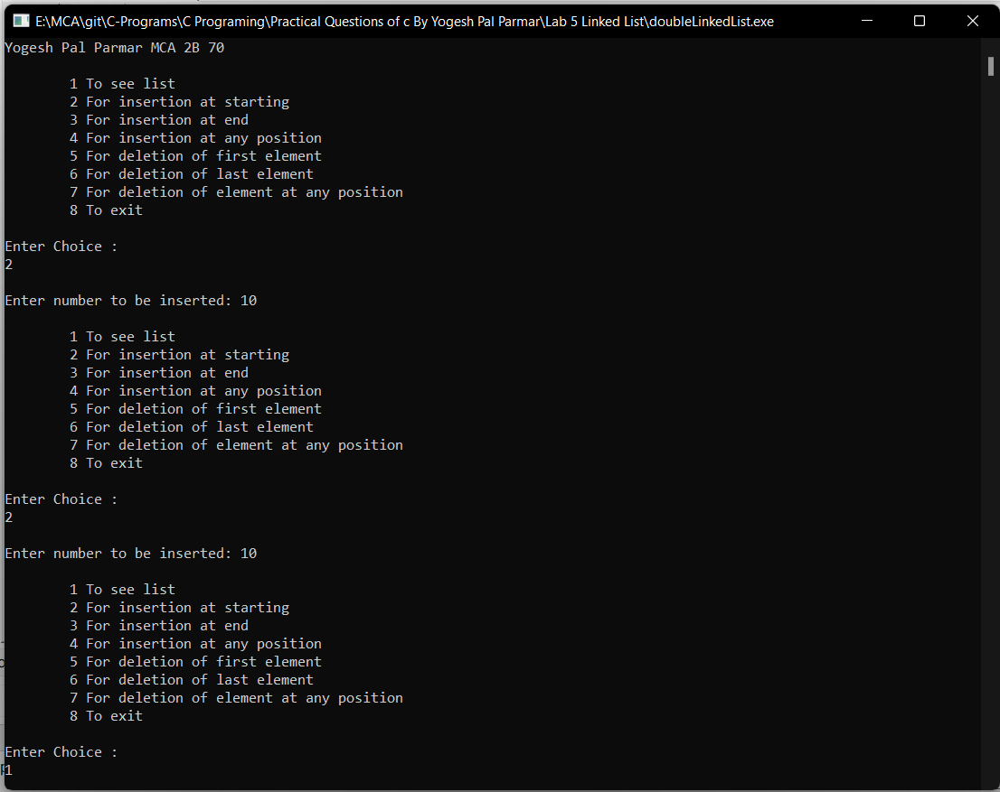 E:\MCA\git\C-Programs\C Programing\Practical Questions of c By Yogesh Pal Parmar\Lab 5 Linked List\doubleLinkedList.exe
Yogesh Pal Parmar MCA 2B 70
1 To see list
2 For insertion at starting
3 For insertion at end
4 For insertion at any position
5 For deletion of first element
6 For deletion of last element
7 For deletion of element at any position
8 To exit
Enter Choice :
2
Enter number to be inserted: 10
1 To see list
2 For insertion at starting
3 For insertion at end
4 For insertion at any position
5 For deletion of first element
6 For deletion of last element
7 For deletion of element at any position
8 To exit
Enter Choice :
2
Enter number to be inserted: 10
1 To see list
2 For insertion at starting
3 For insertion at end
4 For insertion at any position
5 For deletion of first element
6 For deletion of last element
7 For deletion of element at any position
8 To exit
Enter Choice :
1